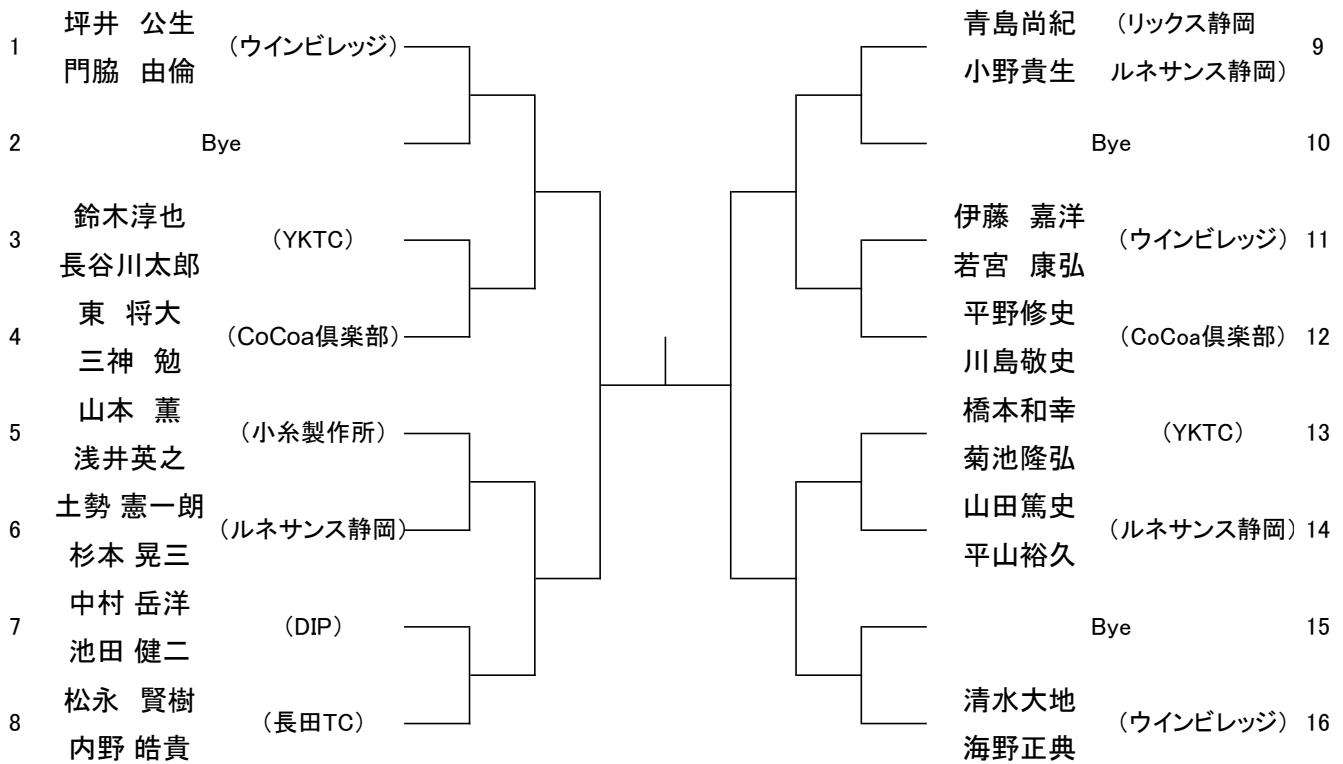 坪井 公生
1 (ウインビレッジ)
門脇 由倫
2 Bye
鈴木淳也
3 (YKTC)
長谷川太郎
東 将大
4 (CoCoa倶楽部)
三神 勉
山本 薫
5 (小糸製作所)
浅井英之
土勢 憲一朗
6 (ルネサンス静岡)
杉本 晃三
中村 岳洋
7 (DIP)
池田 健二
松永 賢樹
8 (長田TC)
内野 皓貴
青島尚紀 (リックス静岡
9
小野貴生 ルネサンス静岡)
Bye 10
伊藤 嘉洋
(ウインビレッジ) 11
若宮 康弘
平野修史
(CoCoa倶楽部) 12
川島敬史
橋本和幸
(YKTC) 13
菊池隆弘
山田篤史
(ルネサンス静岡) 14
平山裕久
Bye 15
清水大地
(ウインビレッジ) 16
海野正典